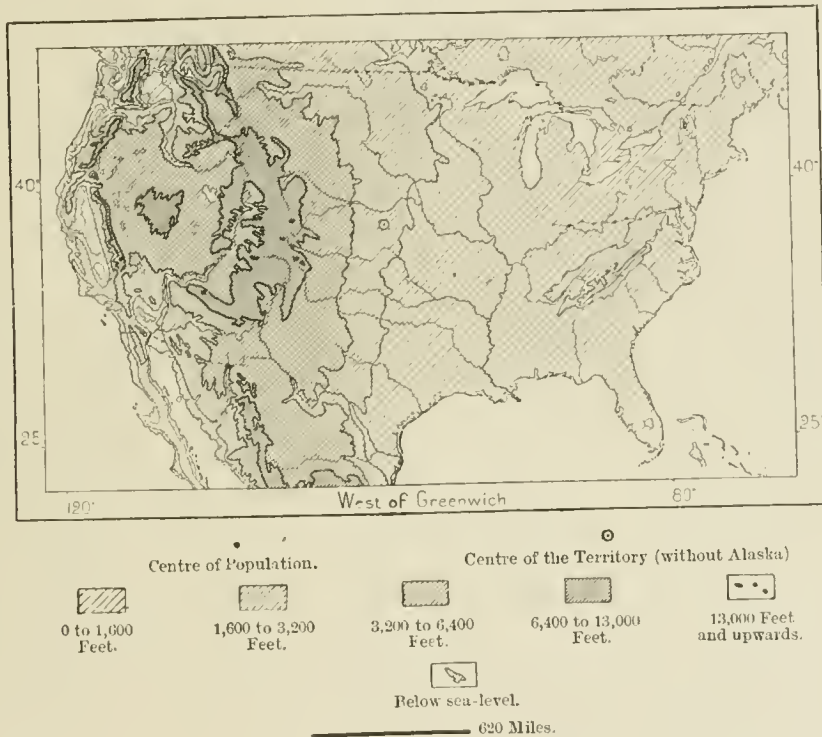 40°
40°
25°
25°
120°
West of Greenwich
80°
Centre of Population.
Centre of the Territory (without Alaska)
0 to 1,600
Feet.
1,600 to 3,200
Feet.
3,200 to 6,400
Feet.
6,400 to 13,000
Feet.
13,000 Feet
and upwards.
Below sea-level.
620 Miles.